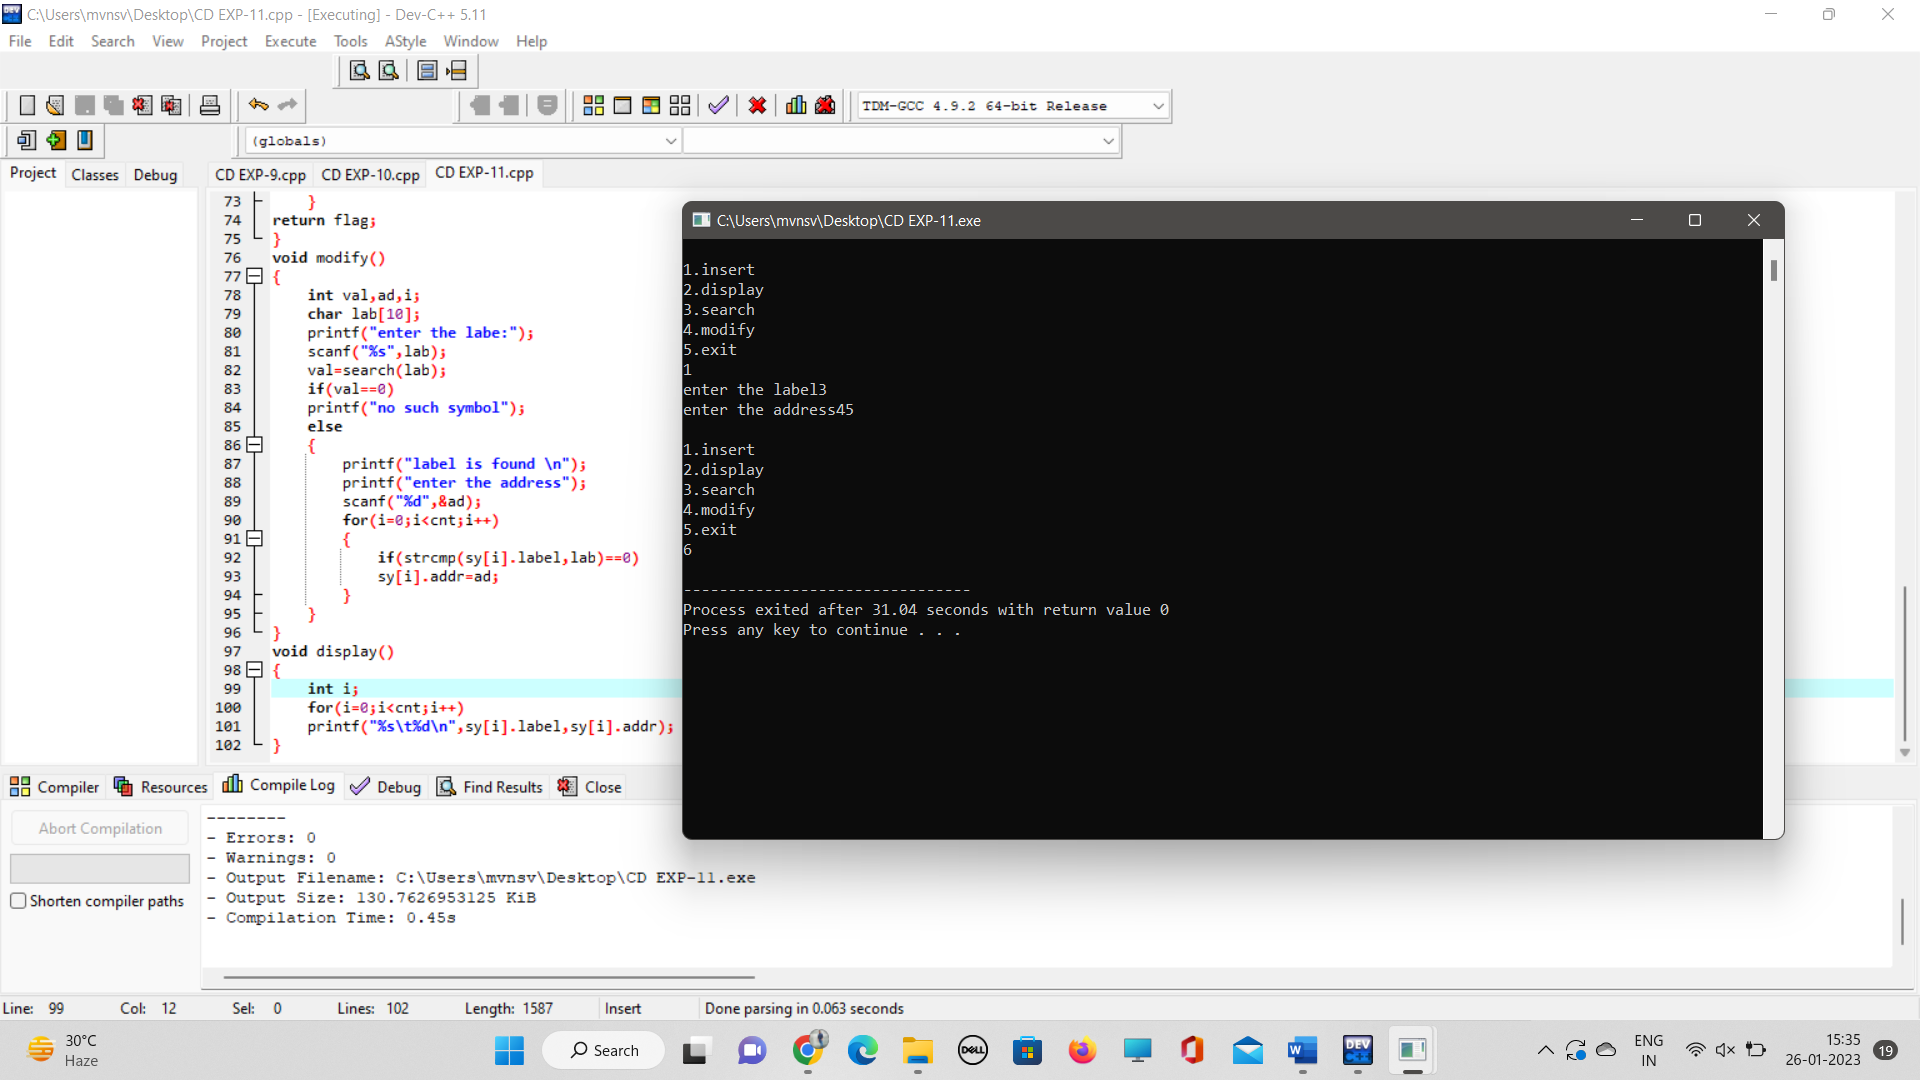 C:\Users\mvnsv\Desktop\CD EXP-11.cpp - [Executing] - Dev-C++ 5.11
File Edit Search View Project Execute Tools AStyle Window Help
TDM-GCC 4.9.2 64-bit Release
(globals)
Project Classes Debug
CD EXP-9.cpp CD EXP-10.cpp CD EXP-11.cpp
73 }
74 return flag;
75 }
76 void modify()
77 {
78 int val,ad,i;
79 char lab[10];
80 printf("enter the labe:");
81 scanf("%s",lab);
82 val=search(lab);
83 if(val==0)
84 printf("no such symbol");
85 else
86 {
87 printf("label is found \n");
88 printf("enter the address");
89 scanf("%d",&ad);
90 for(i=0;i<cnt;i++)
91 {
92 if(strcmp(sy[i].label,lab)==0)
93 sy[i].addr=ad;
94 }
95 }
96 }
97 void display()
98 {
99 int i;
100 for(i=0;i<cnt;i++)
101 printf("%s\t%d\n",sy[i].label,sy[i].addr);
102 }
C:\Users\mvnsv\Desktop\CD EXP-11.exe
1.insert
2.display
3.search
4.modify
5.exit
1
enter the label3
enter the address45
1.insert
2.display
3.search
4.modify
5.exit
6
--------------------------------
Process exited after 31.04 seconds with return value 0
Press any key to continue . . .
Compiler Resources Compile Log Debug Find Results Close
Abort Compilation
Shorten compiler paths
--------
- Errors: 0
- Warnings: 0
- Output Filename: C:\Users\mvnsv\Desktop\CD EXP-11.exe
- Output Size: 130.7626953125 KiB
- Compilation Time: 0.45s
Line: 99 Col: 12 Sel: 0 Lines: 102 Length: 1587 Insert Done parsing in 0.063 seconds
30°C
Haze
Search
DELL
W
DEV
C++
ENG
IN
15:35
26-01-2023
19